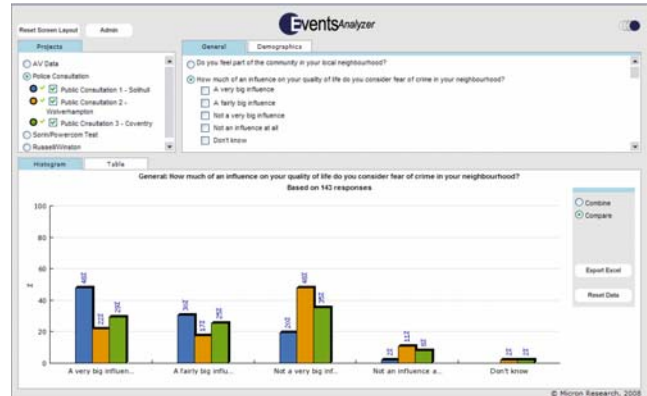 EventsAnalyzer
Reset Screen Layout
Admin
Projects
AV Data
Police Consultation
Public Consultation 1 - Solihull
Public Consultation 2 -
Wolverhampton
Public Cnsultation 3 - Coventry
Sorin/Powercom Test
Russell/Winston
General
Demographics
Do you feel part of the community in your local neighbourhood?
How much of an influence on your quality of life do you consider fear of crime in your neighbourhood?
A very big influence
A fairly big influence
Not a very big influence
Not an influence at all
Don't know
Histogram
Table
General: How much of an influence on your quality of life do you consider fear of crime in your neighbourhood?
Based on 143 responses
100
80
60
40
20
0
%
A very big influen...
A fairly big influ...
Not a very big inf...
Not an influence a...
Don't know
Combine
Compare
Export Excel
Reset Data
© Micron Research, 2008